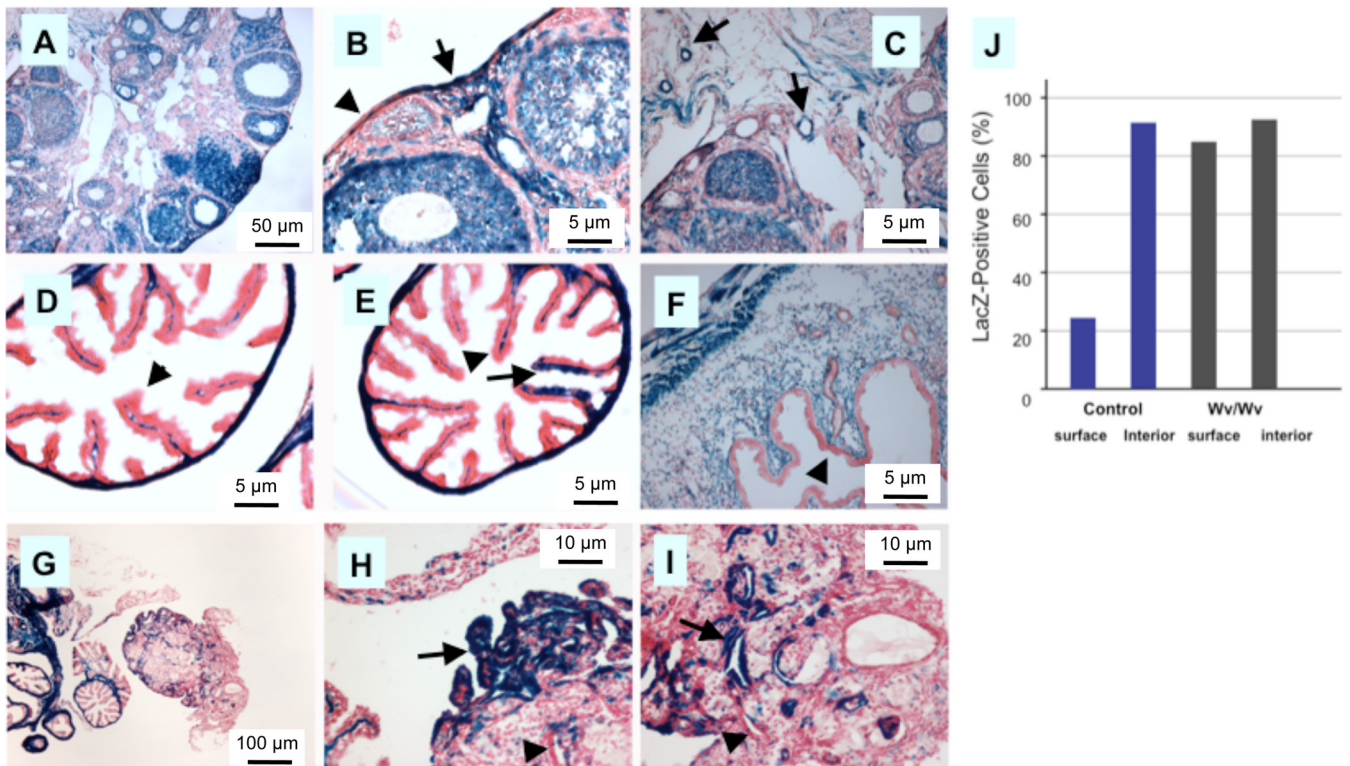 A
B
C
J
50 µm
5 µm
5 µm
D
E
F
5 µm
5 µm
5 µm
G
H
I
10 µm
10 µm
100 µm
LacZ-Positive Cells (%)
100
80
60
40
20
0
Control Wv/Wv
surface Interior surface interior